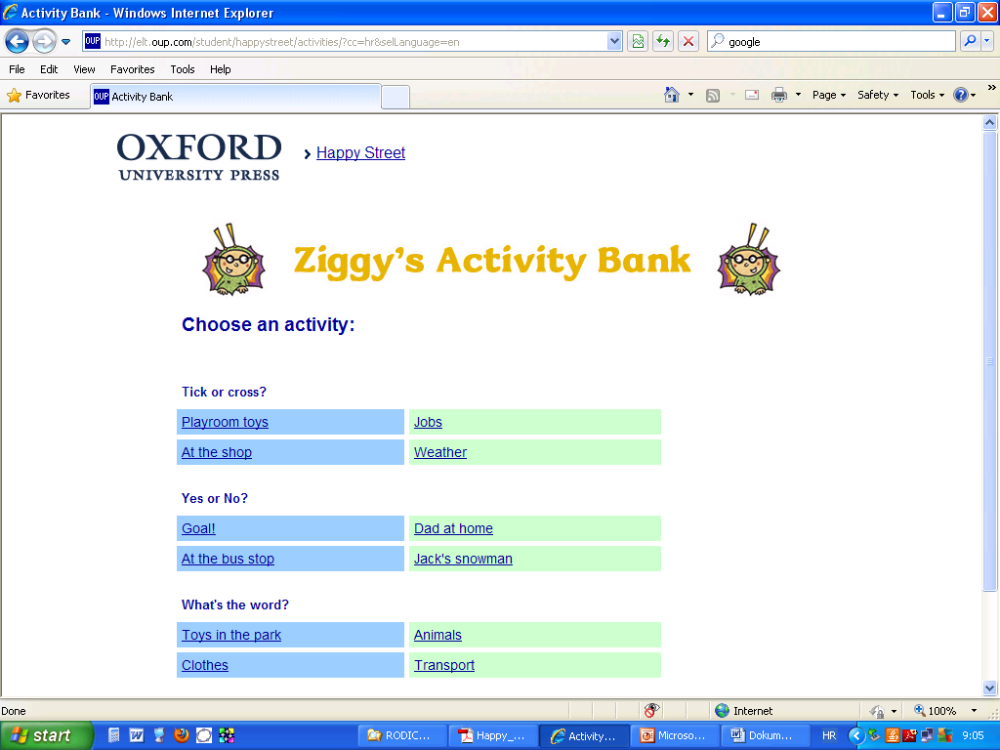 Activity Bank - Windows Internet Explorer
OUP http://elt.oup.com/student/happystreet/activities/?cc=hr&selLanguage=en google
File Edit View Favorites Tools Help
Favorites OUP Activity Bank Page Safety Tools »
OXFORD
UNIVERSITY PRESS
Happy Street
Ziggy's Activity Bank
Choose an activity:
Tick or cross?
Playroom toys Jobs
At the shop Weather
Yes or No?
Goal! Dad at home
At the bus stop Jack's snowman
What's the word?
Toys in the park Animals
Clothes Transport
Done Internet 100%
start RODIC... Happy_... Activity... Microso... Dokum... HR 9:05